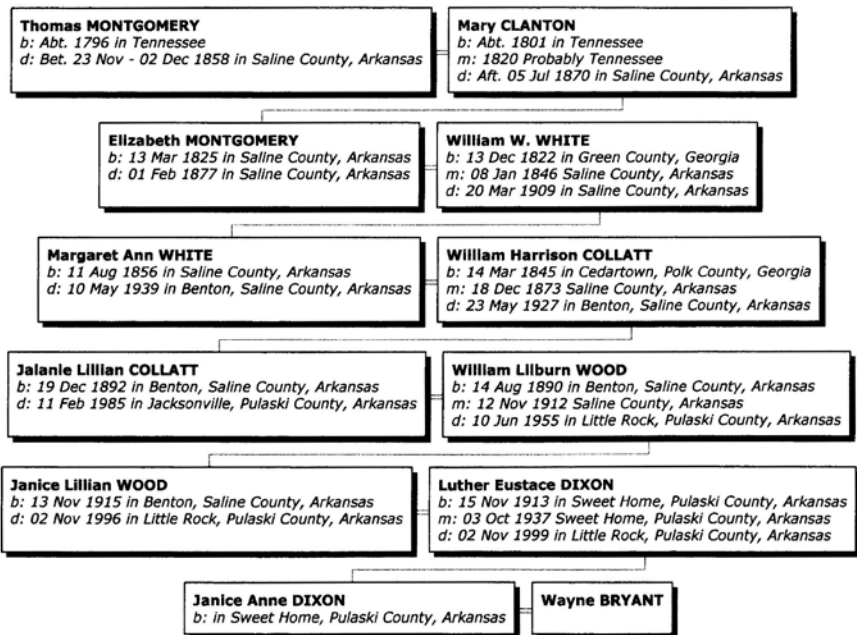 Thomas MONTGOMERY
b: Abt. 1796 in Tennessee
d: Bet. 23 Nov - 02 Dec 1858 in Saline County, Arkansas
Mary CLANTON
b: Abt. 1801 in Tennessee
m: 1820 Probably Tennessee
d: Aft. 05 Jul 1870 in Saline County, Arkansas
Elizabeth MONTGOMERY
b: 13 Mar 1825 in Saline County, Arkansas
d: 01 Feb 1877 in Saline County, Arkansas
William W. WHITE
b: 13 Dec 1822 in Green County, Georgia
m: 08 Jan 1846 Saline County, Arkansas
d: 20 Mar 1909 in Saline County, Arkansas
Margaret Ann WHITE
b: 11 Aug 1856 in Saline County, Arkansas
d: 10 May 1939 in Benton, Saline County, Arkansas
William Harrison COLLATT
b: 14 Mar 1845 in Cedartown, Polk County, Georgia
m: 18 Dec 1873 Saline County, Arkansas
d: 23 May 1927 in Benton, Saline County, Arkansas
Jalanie Lillian COLLATT
b: 19 Dec 1892 in Benton, Saline County, Arkansas
d: 11 Feb 1985 in Jacksonville, Pulaski County, Arkansas
William Lilburn WOOD
b: 14 Aug 1890 in Benton, Saline County, Arkansas
m: 12 Nov 1912 Saline County, Arkansas
d: 10 Jun 1955 in Little Rock, Pulaski County, Arkansas
Janice Lillian WOOD
b: 13 Nov 1915 in Benton, Saline County, Arkansas
d: 02 Nov 1996 in Little Rock, Pulaski County, Arkansas
Luther Eustace DIXON
b: 15 Nov 1913 in Sweet Home, Pulaski County, Arkansas
m: 03 Oct 1937 Sweet Home, Pulaski County, Arkansas
d: 02 Nov 1999 in Little Rock, Pulaski County, Arkansas
Janice Anne DIXON
b: in Sweet Home, Pulaski County, Arkansas
Wayne BRYANT